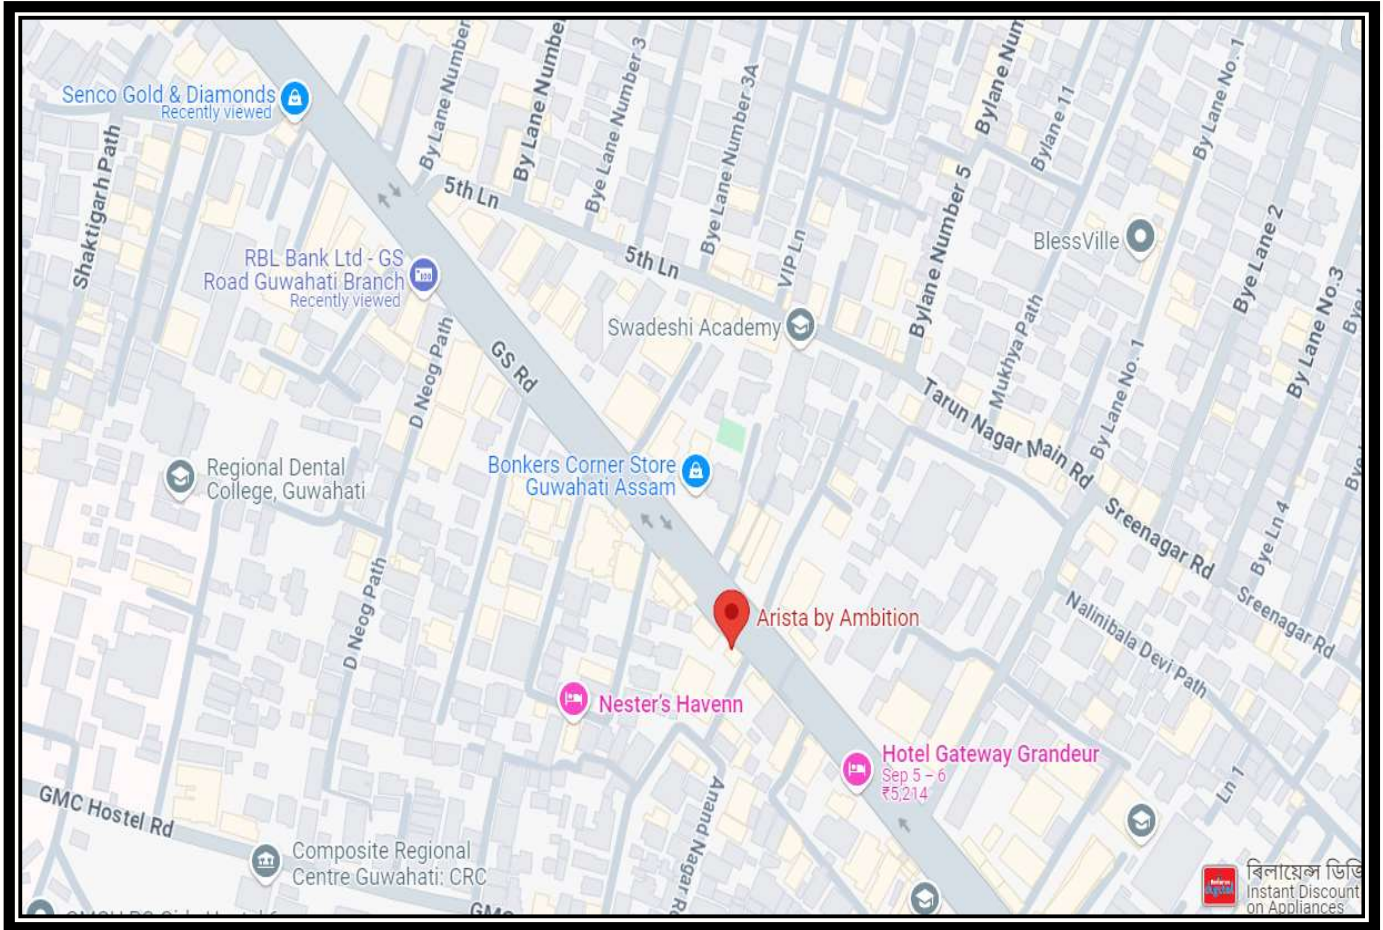 By Lane Number
By Lane Number
Bye Lane Number 3
Bye Lane Number 3A
Bylane Num
Bylane 11
By Lane No.1
Senco Gold & Diamonds
Recently viewed
Shaktigarh Path
5th Ln
5th Ln
VIP Ln
Bylane Number 5
BlessVille
Bye Lane 2
By Lane No.3
RBL Bank Ltd - GS
Road Guwahati Branch
Recently viewed
Swadeshi Academy
Mukhya Path
By Lane No. 1
D Neog Path
GS Rd
Tarun Nagar Main Rd
Regional Dental
College, Guwahati
Bonkers Corner Store
Guwahati Assam
Sreenagar Rd
Bye Ln 4
Sreenagar Rd
D Neog Path
Arista by Ambition
Nalinibala Devi Path
Nester's Havenn
Hotel Gateway Grandeur
Sep 5 – 6
₹5,214
Anand Nagar
Ln 1
GMC Hostel Rd
Composite Regional
Centre Guwahati: CRC
GMC
ৰিলায়েন্স ডিজি
Instant Discount
on Appliances